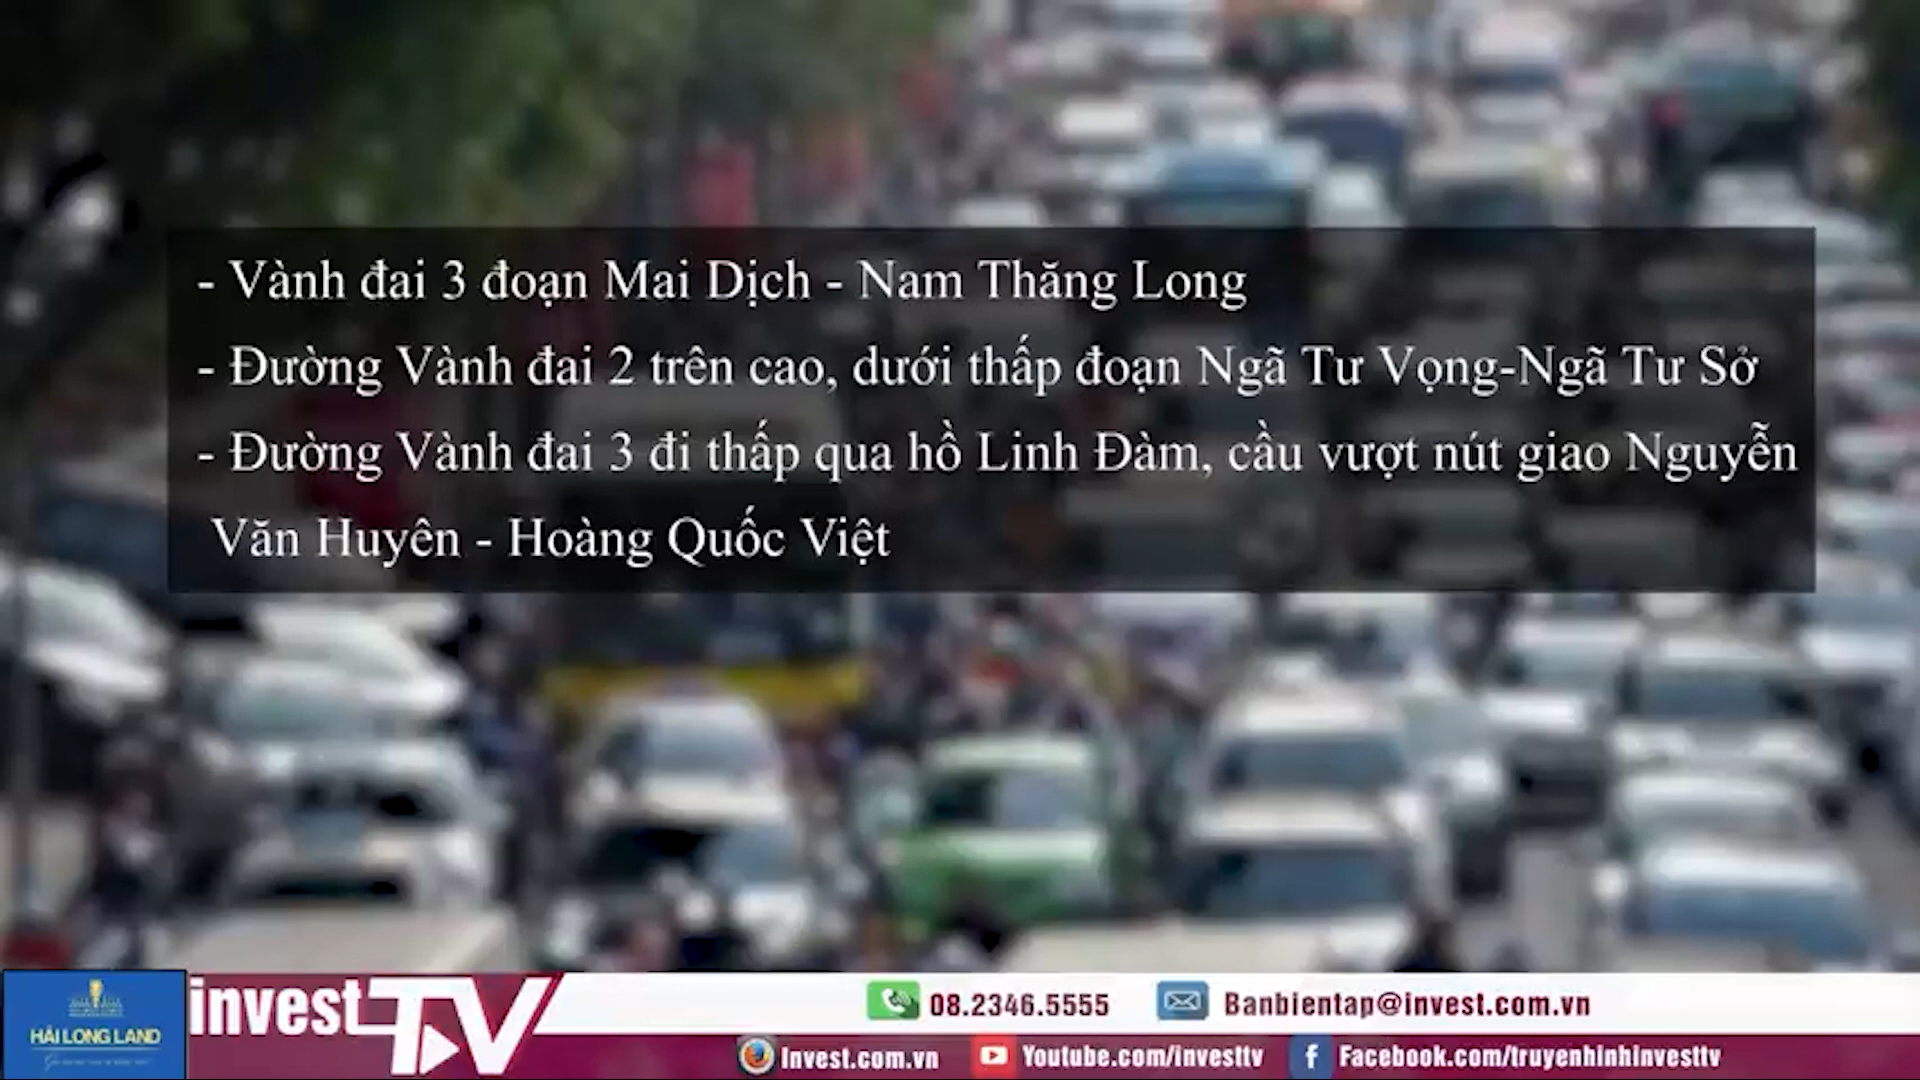 - Vành đai 3 đoạn Mai Dịch - Nam Thăng Long
- Đường Vành đai 2 trên cao, dưới thấp đoạn Ngã Tư Vọng-Ngã Tư Sở
- Đường Vành đai 3 đi thấp qua hồ Linh Đàm, cầu vượt nút giao Nguyễn
Văn Huyên - Hoàng Quốc Việt
HẢI LONG LAND
invest TV
08.2346.5555
Banbientap@invest.com.vn
Invest.com.vn
Youtube.com/investtv
Facebook.com/truyenhinhinvesttv